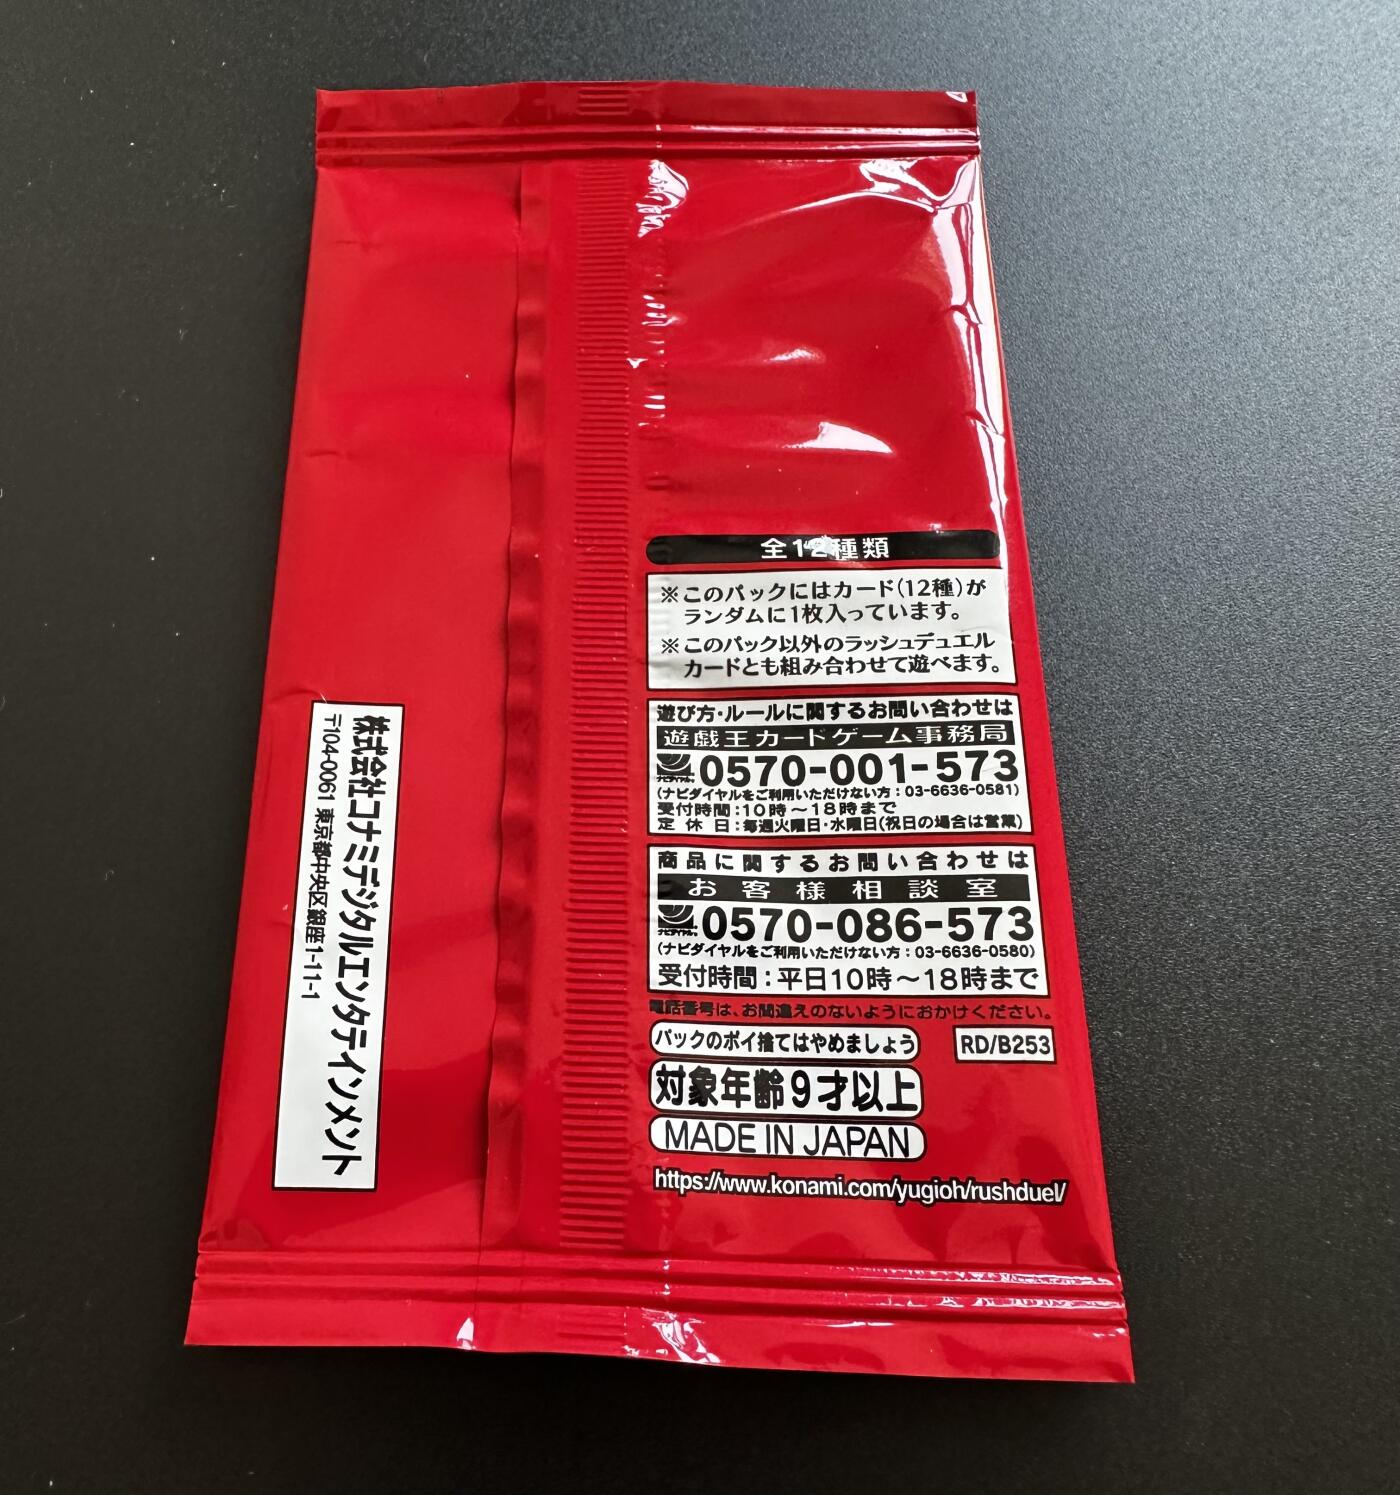 全12種類
※このパックにはカード(12種)が
ランダムに1枚入っています。
※このパック以外のラッシュデュエル
カードとも組み合わせて遊べます。
遊び方・ルールに関するお問い合わせは
遊戯王カードゲーム事務局
0570-001-573
(ナビダイヤルをご利用いただけない方：03-6636-0581)
受付時間：10時～18時まで
定休日：毎週火曜日・水曜日(祝日の場合は営業)
商品に関するお問い合わせは
お客様相談室
0570-086-573
(ナビダイヤルをご利用いただけない方：03-6636-0580)
受付時間：平日10時～18時まで
電話番号は、お間違えのないようにおかけください。
パックのポイ捨てはやめましょう
RD/B253
対象年齢9才以上
MADE IN JAPAN
https://www.konami.com/yugioh/rushduel/
株式会社コナミデジタルエンタテインメント
〒104-0061 東京都中央区銀座1-11-1